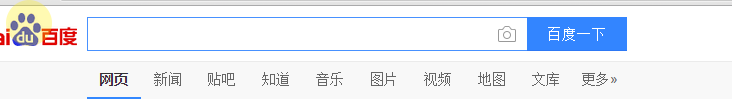 ai du 百度 百度一下
网页 新闻 贴吧 知道 音乐 图片 视频 地图 文库 更多»